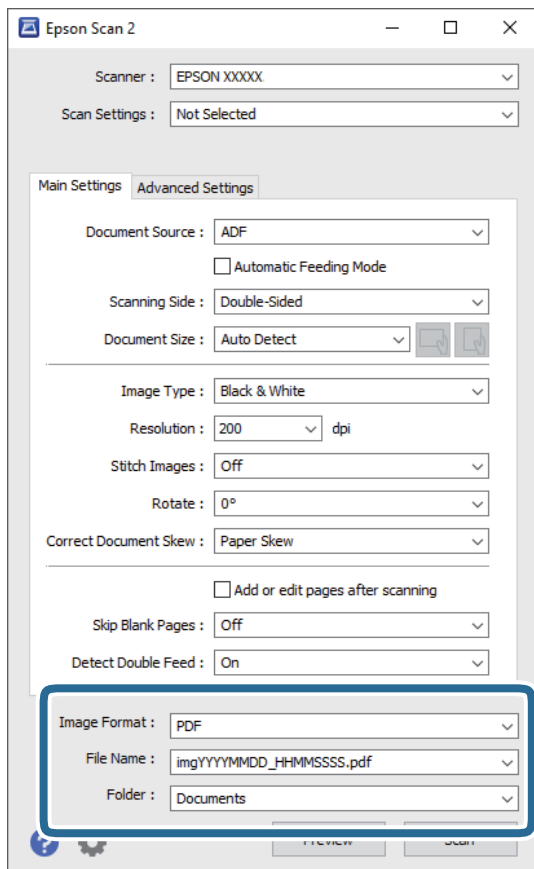 Epson Scan 2
Scanner : EPSON XXXXX
Scan Settings : Not Selected
Main Settings Advanced Settings
Document Source : ADF
Automatic Feeding Mode
Scanning Side : Double-Sided
Document Size : Auto Detect
Image Type : Black & White
Resolution : 200 dpi
Stitch Images : Off
Rotate : 0°
Correct Document Skew : Paper Skew
Add or edit pages after scanning
Skip Blank Pages : Off
Detect Double Feed : On
Image Format : PDF
File Name : imgYYYYMMDD_HHMMSSSS.pdf
Folder : Documents
? Preview Scan